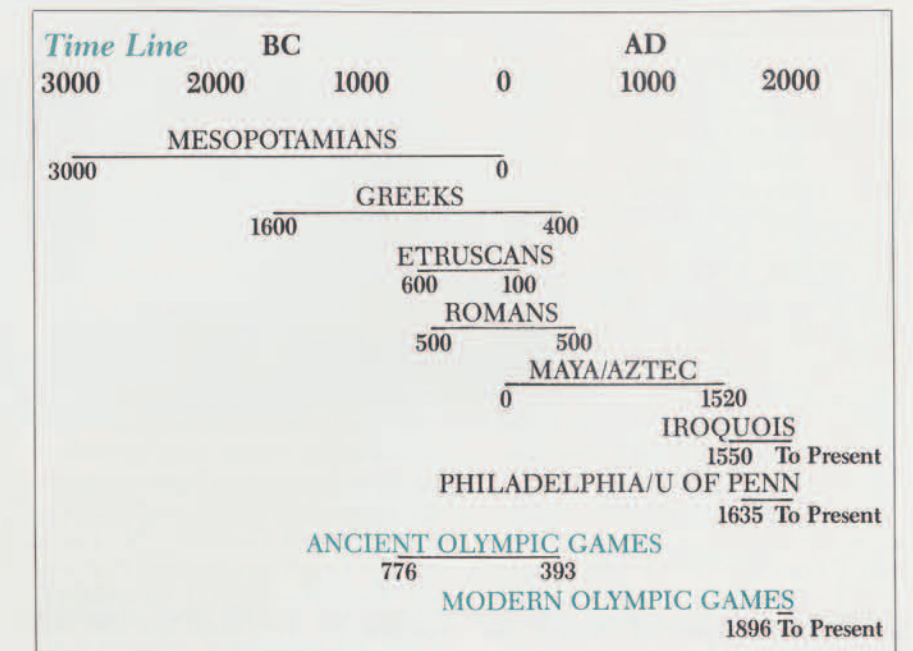 Time Line BC AD
3000 2000 1000 0 1000 2000
MESOPOTAMIANS
3000 0
GREEKS
1600 400
ETRUSCANS
600 100
ROMANS
500 500
MAYA/AZTEC
0 1520
IROQUOIS
1550 To Present
PHILADELPHIA/U OF PENN
1635 To Present
ANCIENT OLYMPIC GAMES
776 393
MODERN OLYMPIC GAMES
1896 To Present